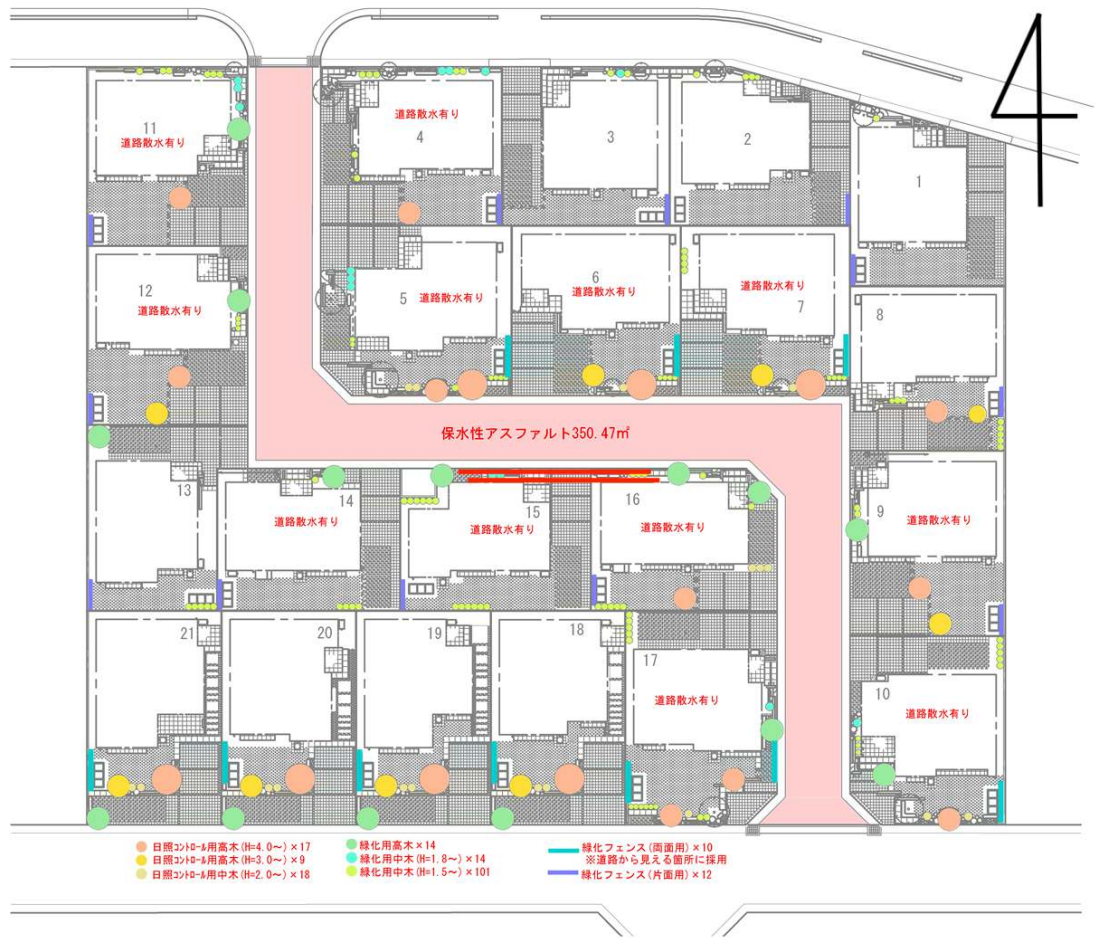 11
道路散水有り
道路散水有り
4
3
2
1
12
道路散水有り
5
道路散水有り
6
道路散水有り
道路散水有り
7
8
保水性アスファルト350.47㎡
13
14
道路散水有り
15
道路散水有り
16
道路散水有り
9
道路散水有り
21
20
19
18
17
道路散水有り
10
道路散水有り
日照ｺﾝﾄﾛｰﾙ用高木(H=4.0～)×17
日照ｺﾝﾄﾛｰﾙ用高木(H=3.0～)×9
日照ｺﾝﾄﾛｰﾙ用中木(H=2.0～)×18
緑化用高木×14
緑化用中木(H=1.8～)×14
緑化用中木(H=1.5～)×101
緑化フェンス(両面用)×10
※道路から見える箇所に採用
緑化フェンス(片面用)×12